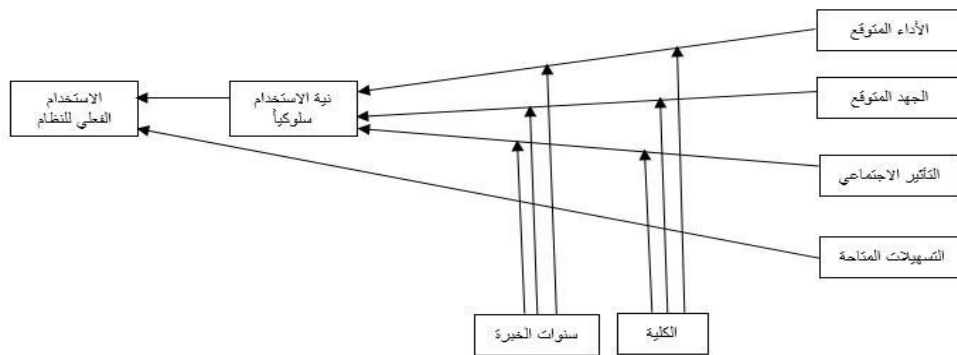 الأداء المتوقع
الجهد المتوقع
التأثير الاجتماعي
التسهيلات المتاحة
نية الاستخدام
سلوكياً
الاستخدام
الفعلي للنظام
الكلية
سنوات الخبرة